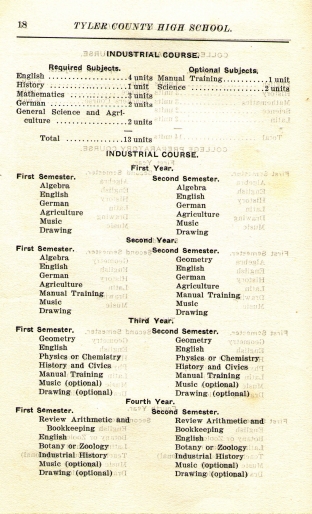 18 TYLER COUNTY HIGH SCHOOL.
INDUSTRIAL COURSE.
Required Subjects. Optional Subjects.
English .....................4 units Manual Training..........1 unit
History .....................1 unit Science ...................2 units
Mathematics ...............3 units
German .....................2 units
General Science and Agri-
culture ...................2 units
Total ...................13 units
INDUSTRIAL COURSE.
First Year.
First Semester. Second Semester.
Algebra Algebra
English English
German German
Agriculture Agriculture
Music Music
Drawing Drawing
Second Year.
First Semester. Second Semester.
Algebra Geometry
English English
German German
Agriculture Agriculture
Manual Training Manual Training
Music Music
Drawing Drawing
Third Year.
First Semester. Second Semester.
Geometry Geometry
English English
Physics or Chemistry Physics or Chemistry
History and Civics History and Civics
Manual Training Manual Training
Music (optional) Music (optional)
Drawing (optional) Drawing (optional)
Fourth Year.
First Semester. Second Semester.
Review Arithmetic and Review Arithmetic and
Bookkeeping Bookkeeping
English English
Botany or Zoology Botany or Zoology
Industrial History Industrial History
Music (optional) Music (optional)
Drawing (optional) Drawing (optional)